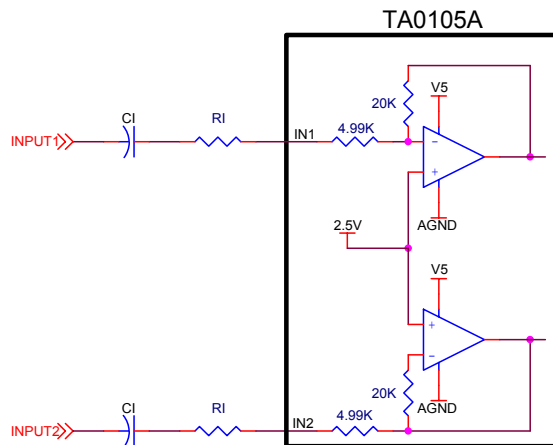 TA0105A
V5
CI
RI
20K
INPUT1
IN1
4.99K
AGND
2.5V
V5
20K
AGND
CI
RI
INPUT2
IN2
4.99K